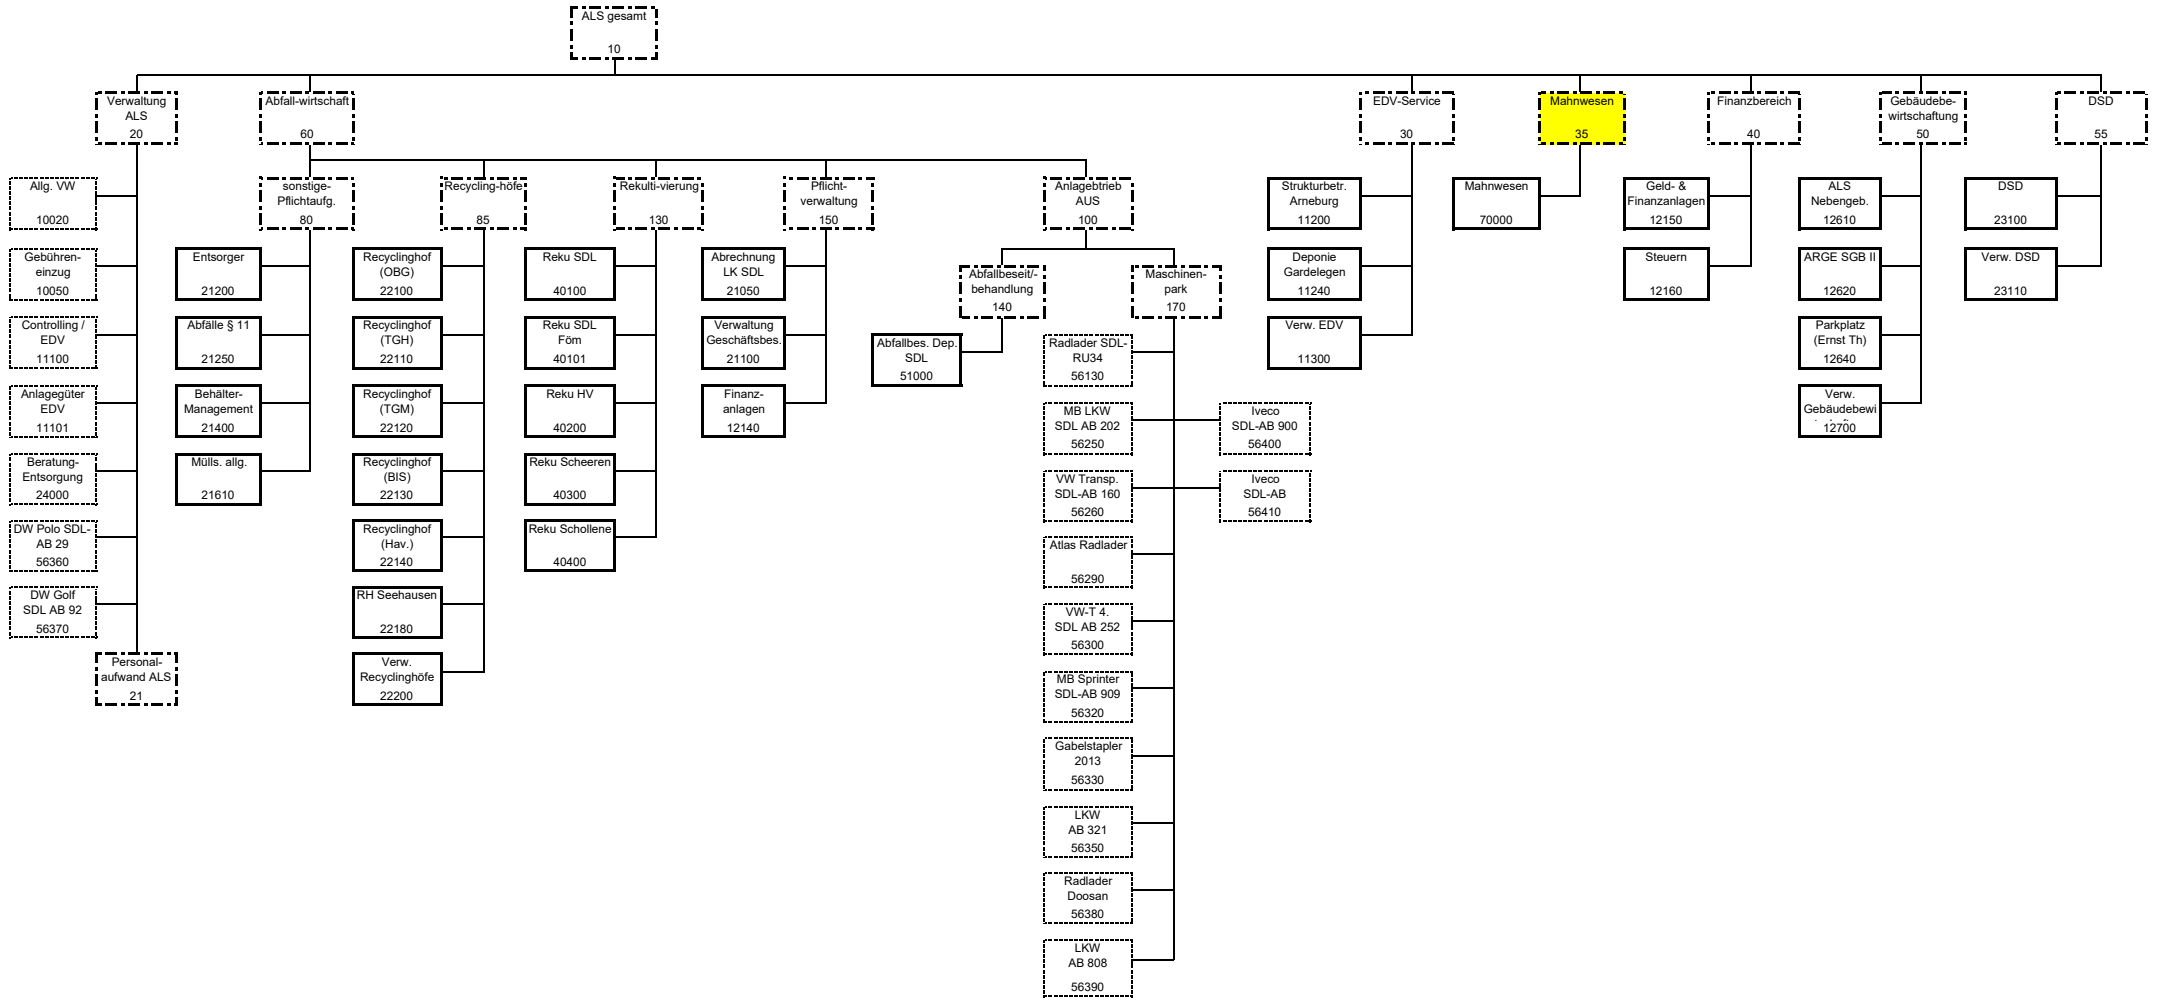 ALS gesamt
10
Verwaltung
ALS
20
Abfall-wirtschaft
60
EDV-Service
30
Mahnwesen
35
Finanzbereich
40
Gebäudebe-
wirtschaftung
50
DSD
55
Allg. VW
10020
Gebühren-
einzug
10050
Controlling /
EDV
11100
Anlagegüter
EDV
11101
Beratung-
Entsorgung
24000
DW Polo SDL-
AB 29
56360
DW Golf
SDL AB 92
56370
Personal-
aufwand ALS
21
sonstige-
Pflichtaufg.
80
Entsorger
21200
Abfälle § 11
21250
Behälter-
Management
21400
Mülls. allg.
21610
Recycling-höfe
85
Recyclinghof
(OBG)
22100
Recyclinghof
(TGH)
22110
Recyclinghof
(TGM)
22120
Recyclinghof
(BIS)
22130
Recyclinghof
(Hav.)
22140
RH Seehausen
22180
Verw.
Recyclinghöfe
22200
Rekulti-vierung
130
Reku SDL
40100
Reku SDL
Föm
40101
Reku HV
40200
Reku Scheeren
40300
Reku Schollene
40400
Pflicht-
verwaltung
150
Abrechnung
LK SDL
21050
Verwaltung
Geschäftsbes.
21100
Finanz-
anlagen
12140
Anlagebtrieb
AUS
100
Abfallbeseit/-
behandlung
140
Abfallbes. Dep.
SDL
51000
Maschinen-
park
170
Radlader SDL-
RU34
56130
MB LKW
SDL AB 202
56250
Iveco
SDL-AB 900
56400
VW Transp.
SDL-AB 160
56260
Iveco
SDL-AB
56410
Atlas Radlader
56290
VW-T 4.
SDL AB 252
56300
MB Sprinter
SDL-AB 909
56320
Gabelstapler
2013
56330
LKW
AB 321
56350
Radlader
Doosan
56380
LKW
AB 808
56390
Strukturbetr.
Arneburg
11200
Deponie
Gardelegen
11240
Verw. EDV
11300
Mahnwesen
70000
Geld- &
Finanzanlagen
12150
Steuern
12160
ALS
Nebengeb.
12610
ARGE SGB II
12620
Parkplatz
(Ernst Th)
12640
Verw.
Gebäudebewi
12700
DSD
23100
Verw. DSD
23110